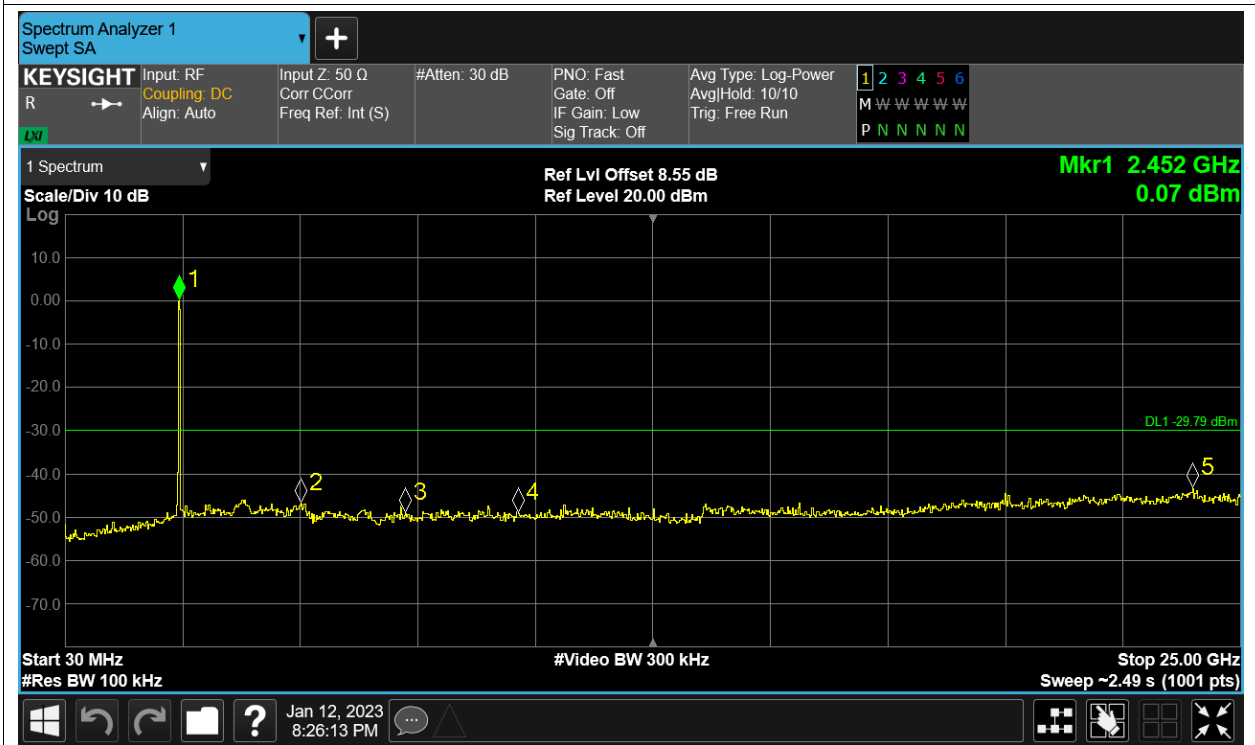 Spectrum Analyzer 1
Swept SA
KEYSIGHT
R
LXI
Input: RF
Coupling: DC
Align: Auto
Input Z: 50 Ω
Corr CCorr
Freq Ref: Int (S)
#Atten: 30 dB
PNO: Fast
Gate: Off
IF Gain: Low
Sig Track: Off
Avg Type: Log-Power
Avg|Hold: 10/10
Trig: Free Run
1 2 3 4 5 6
M W W W W W
P N N N N N
1 Spectrum
Scale/Div 10 dB
Log
Ref Lvl Offset 8.55 dB
Ref Level 20.00 dBm
Mkr1 2.452 GHz
0.07 dBm
10.0
0.00
-10.0
-20.0
-30.0
-40.0
-50.0
-60.0
-70.0
1
2
3
4
5
DL1 -29.79 dBm
Start 30 MHz
#Res BW 100 kHz
#Video BW 300 kHz
Stop 25.00 GHz
Sweep ~2.49 s (1001 pts)
?
Jan 12, 2023
8:26:13 PM